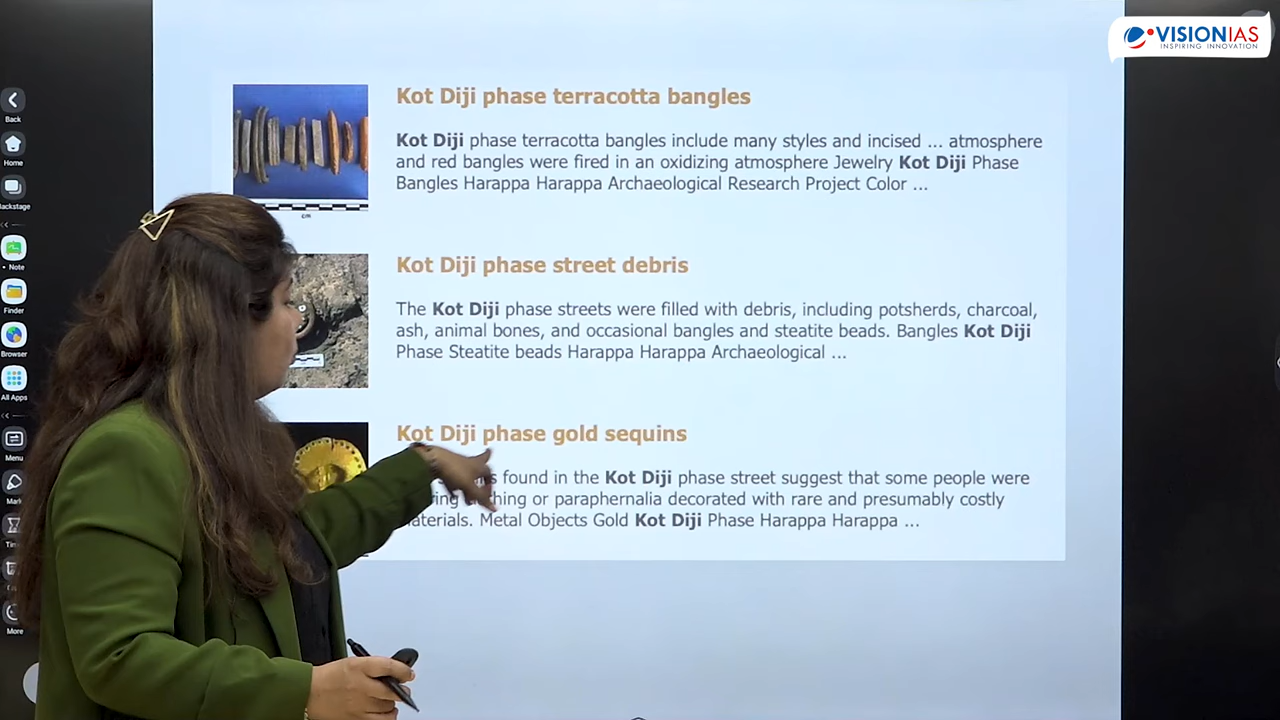 VISIONIAS
INSPIRING INNOVATION
Back
Home
Backstage
Note
Finder
Browser
All Apps
Menu
More
Kot Diji phase terracotta bangles
Kot Diji phase terracotta bangles include many styles and incised ... atmosphere
and red bangles were fired in an oxidizing atmosphere Jewelry Kot Diji Phase
Bangles Harappa Harappa Archaeological Research Project Color ...
cm
Kot Diji phase street debris
The Kot Diji phase streets were filled with debris, including potsherds, charcoal,
ash, animal bones, and occasional bangles and steatite beads. Bangles Kot Diji
Phase Steatite beads Harappa Harappa Archaeological ...
Kot Diji phase gold sequins
found in the Kot Diji phase street suggest that some people were
or paraphernalia decorated with rare and presumably costly
materials. Metal Objects Gold Kot Diji Phase Harappa Harappa ...